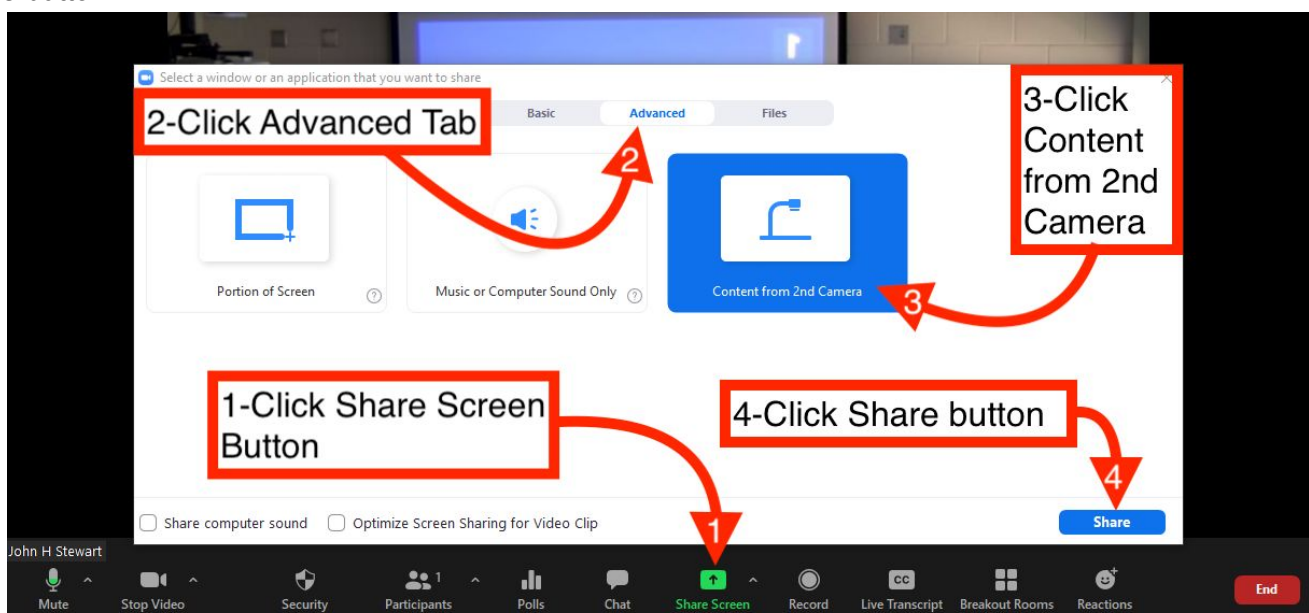 Select a window or an application that you want to share
2-Click Advanced Tab
Basic
Advanced
Files
3-Click
Content
from 2nd
Camera
2
Portion of Screen
?
Music or Computer Sound Only
?
Content from 2nd Camera
3
1-Click Share Screen
Button
4-Click Share button
4
Share computer sound
Optimize Screen Sharing for Video Clip
1
Share
John H Stewart
1
CC
Mute
Stop Video
Security
Participants
Polls
Chat
Share Screen
Record
Live Transcript
Breakout Rooms
Reactions
End